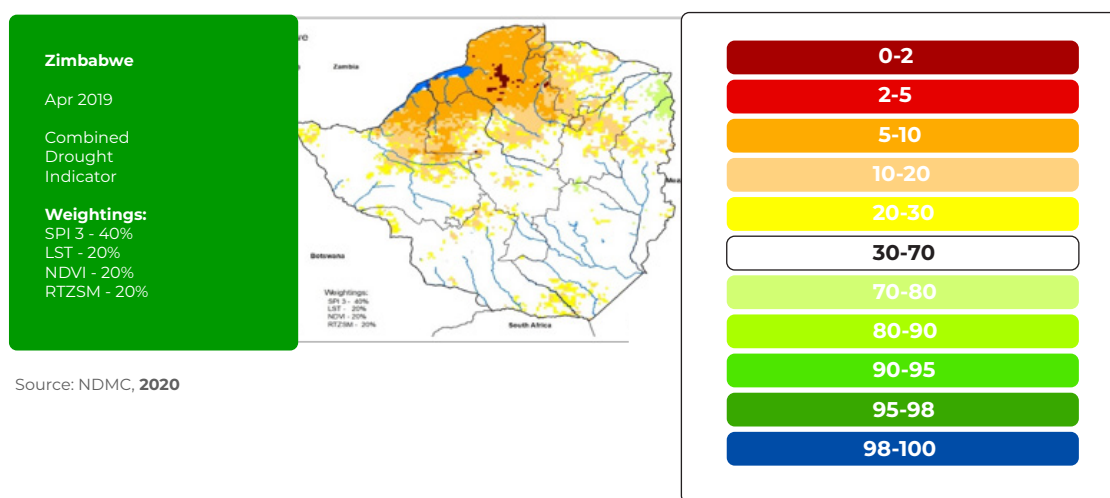 Zimbabwe
Apr 2019
Combined
Drought
Indicator
Weightings:
SPI 3 - 40%
LST - 20%
NDVI - 20%
RTZSM - 20%
Zambia
Mea
Botswana
Weightings:
SPI 3 - 40%
LST - 20%
NDVI - 20%
RTZSM - 20%
South Africa
0-2
2-5
5-10
10-20
20-30
30-70
70-80
80-90
90-95
95-98
98-100
Source: NDMC, 2020